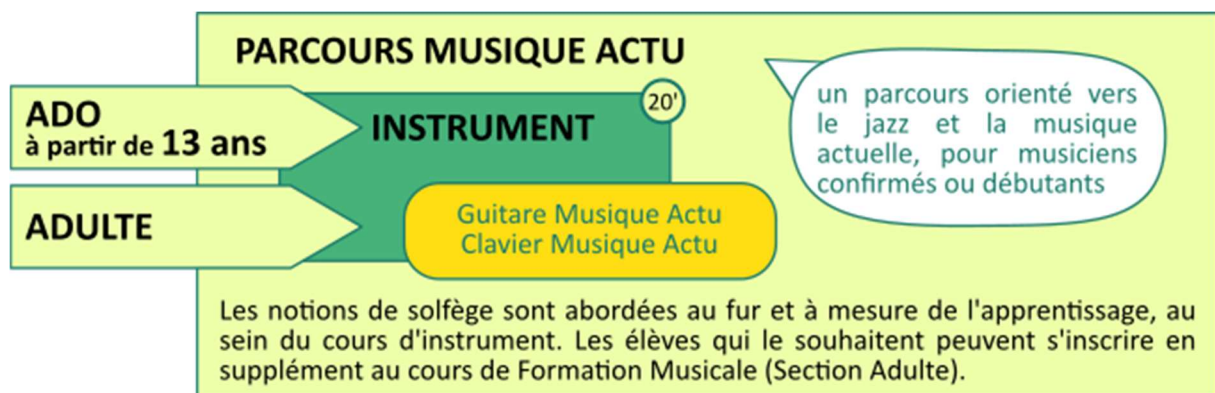 PARCOURS MUSIQUE ACTU
ADO
à partir de 13 ans
ADULTE
INSTRUMENT
20'
Guitare Musique Actu
Clavier Musique Actu
un parcours orienté vers
le jazz et la musique
actuelle, pour musiciens
confirmés ou débutants
Les notions de solfège sont abordées au fur et à mesure de l'apprentissage, au
sein du cours d'instrument. Les élèves qui le souhaitent peuvent s'inscrire en
supplément au cours de Formation Musicale (Section Adulte).